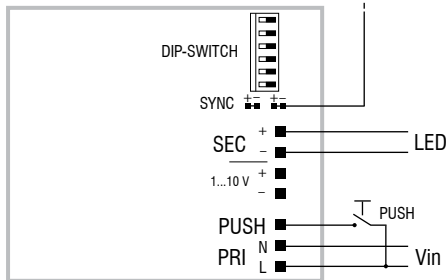 DIP-SWITCH
SYNC +– +–
SEC + – LED
1...10 V + –
PUSH PUSH
PRI N L Vin